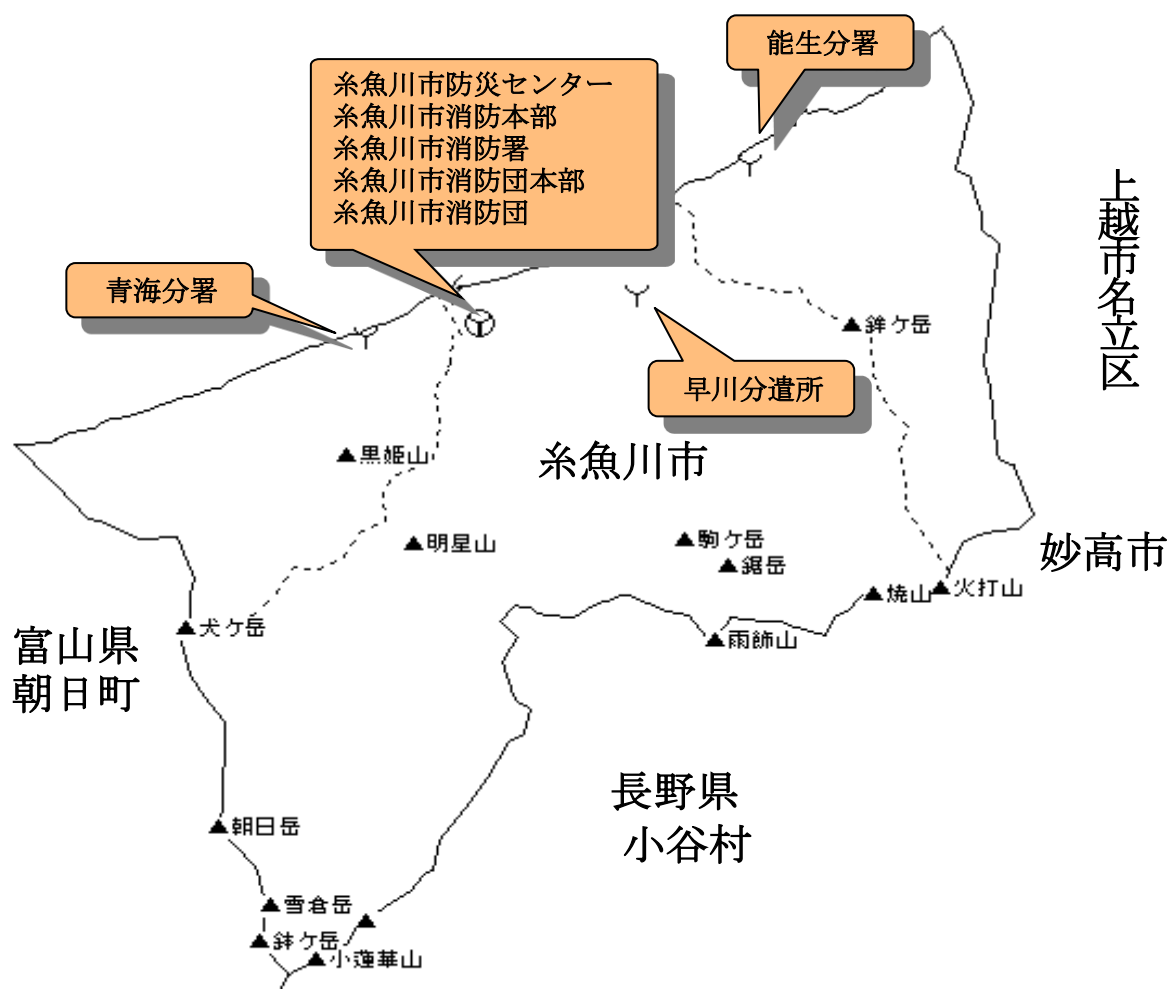 能生分署
糸魚川市防災センター
糸魚川市消防本部
糸魚川市消防署
糸魚川市消防団本部
糸魚川市消防団
上越市名立区
青海分署
鉾ケ岳
早川分遣所
黒姫山
糸魚川市
明星山
駒ケ岳
鋸岳
妙高市
焼山
火打山
犬ケ岳
雨飾山
富山県
朝日町
長野県
小谷村
朝日岳
雪倉岳
鉢ケ岳
小蓮華山